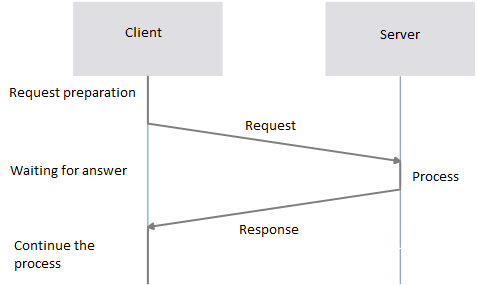 Client
Server
Request preparation
Request
Waiting for answer
Process
Response
Continue the
process